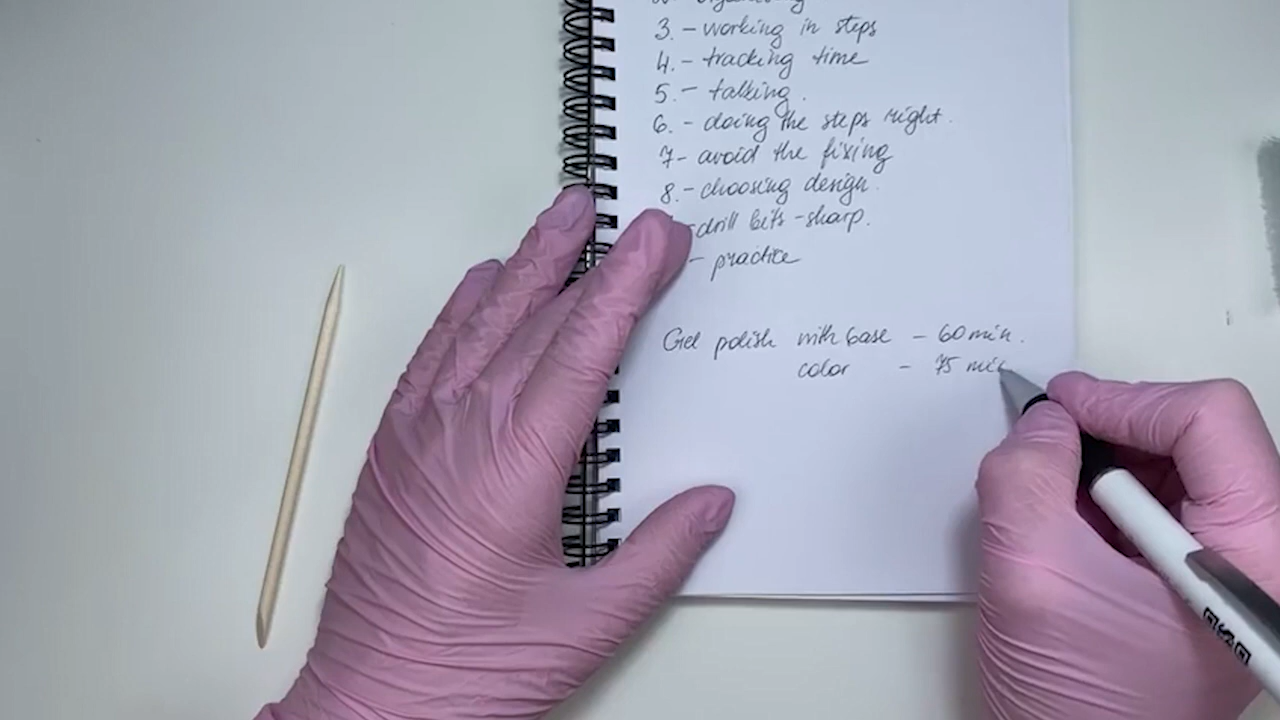 3. - working in steps
4. - tracking time
5. - talking.
6. - doing the steps right.
7 - avoid the fixing
8. - choosing design.
- drill bits - sharp.
- practice
Gel polish with base - 60 min.
color - 75 min